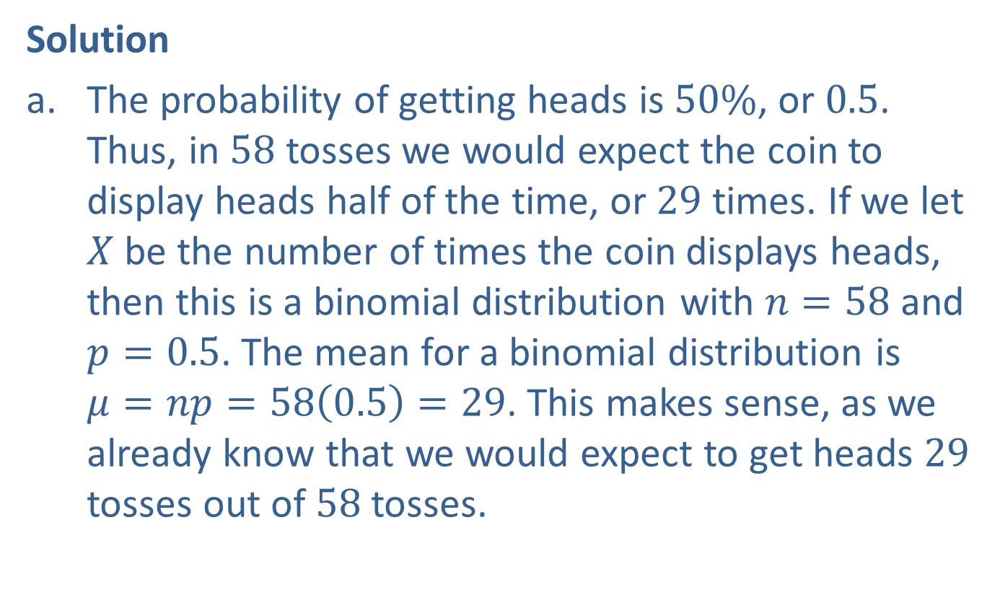 Solution
a. The probability of getting heads is 50%, or 0.5.
Thus, in 58 tosses we would expect the coin to
display heads half of the time, or 29 times. If we let
X be the number of times the coin displays heads,
then this is a binomial distribution with n = 58 and
p = 0.5. The mean for a binomial distribution is
μ = np = 58(0.5) = 29. This makes sense, as we
already know that we would expect to get heads 29
tosses out of 58 tosses.